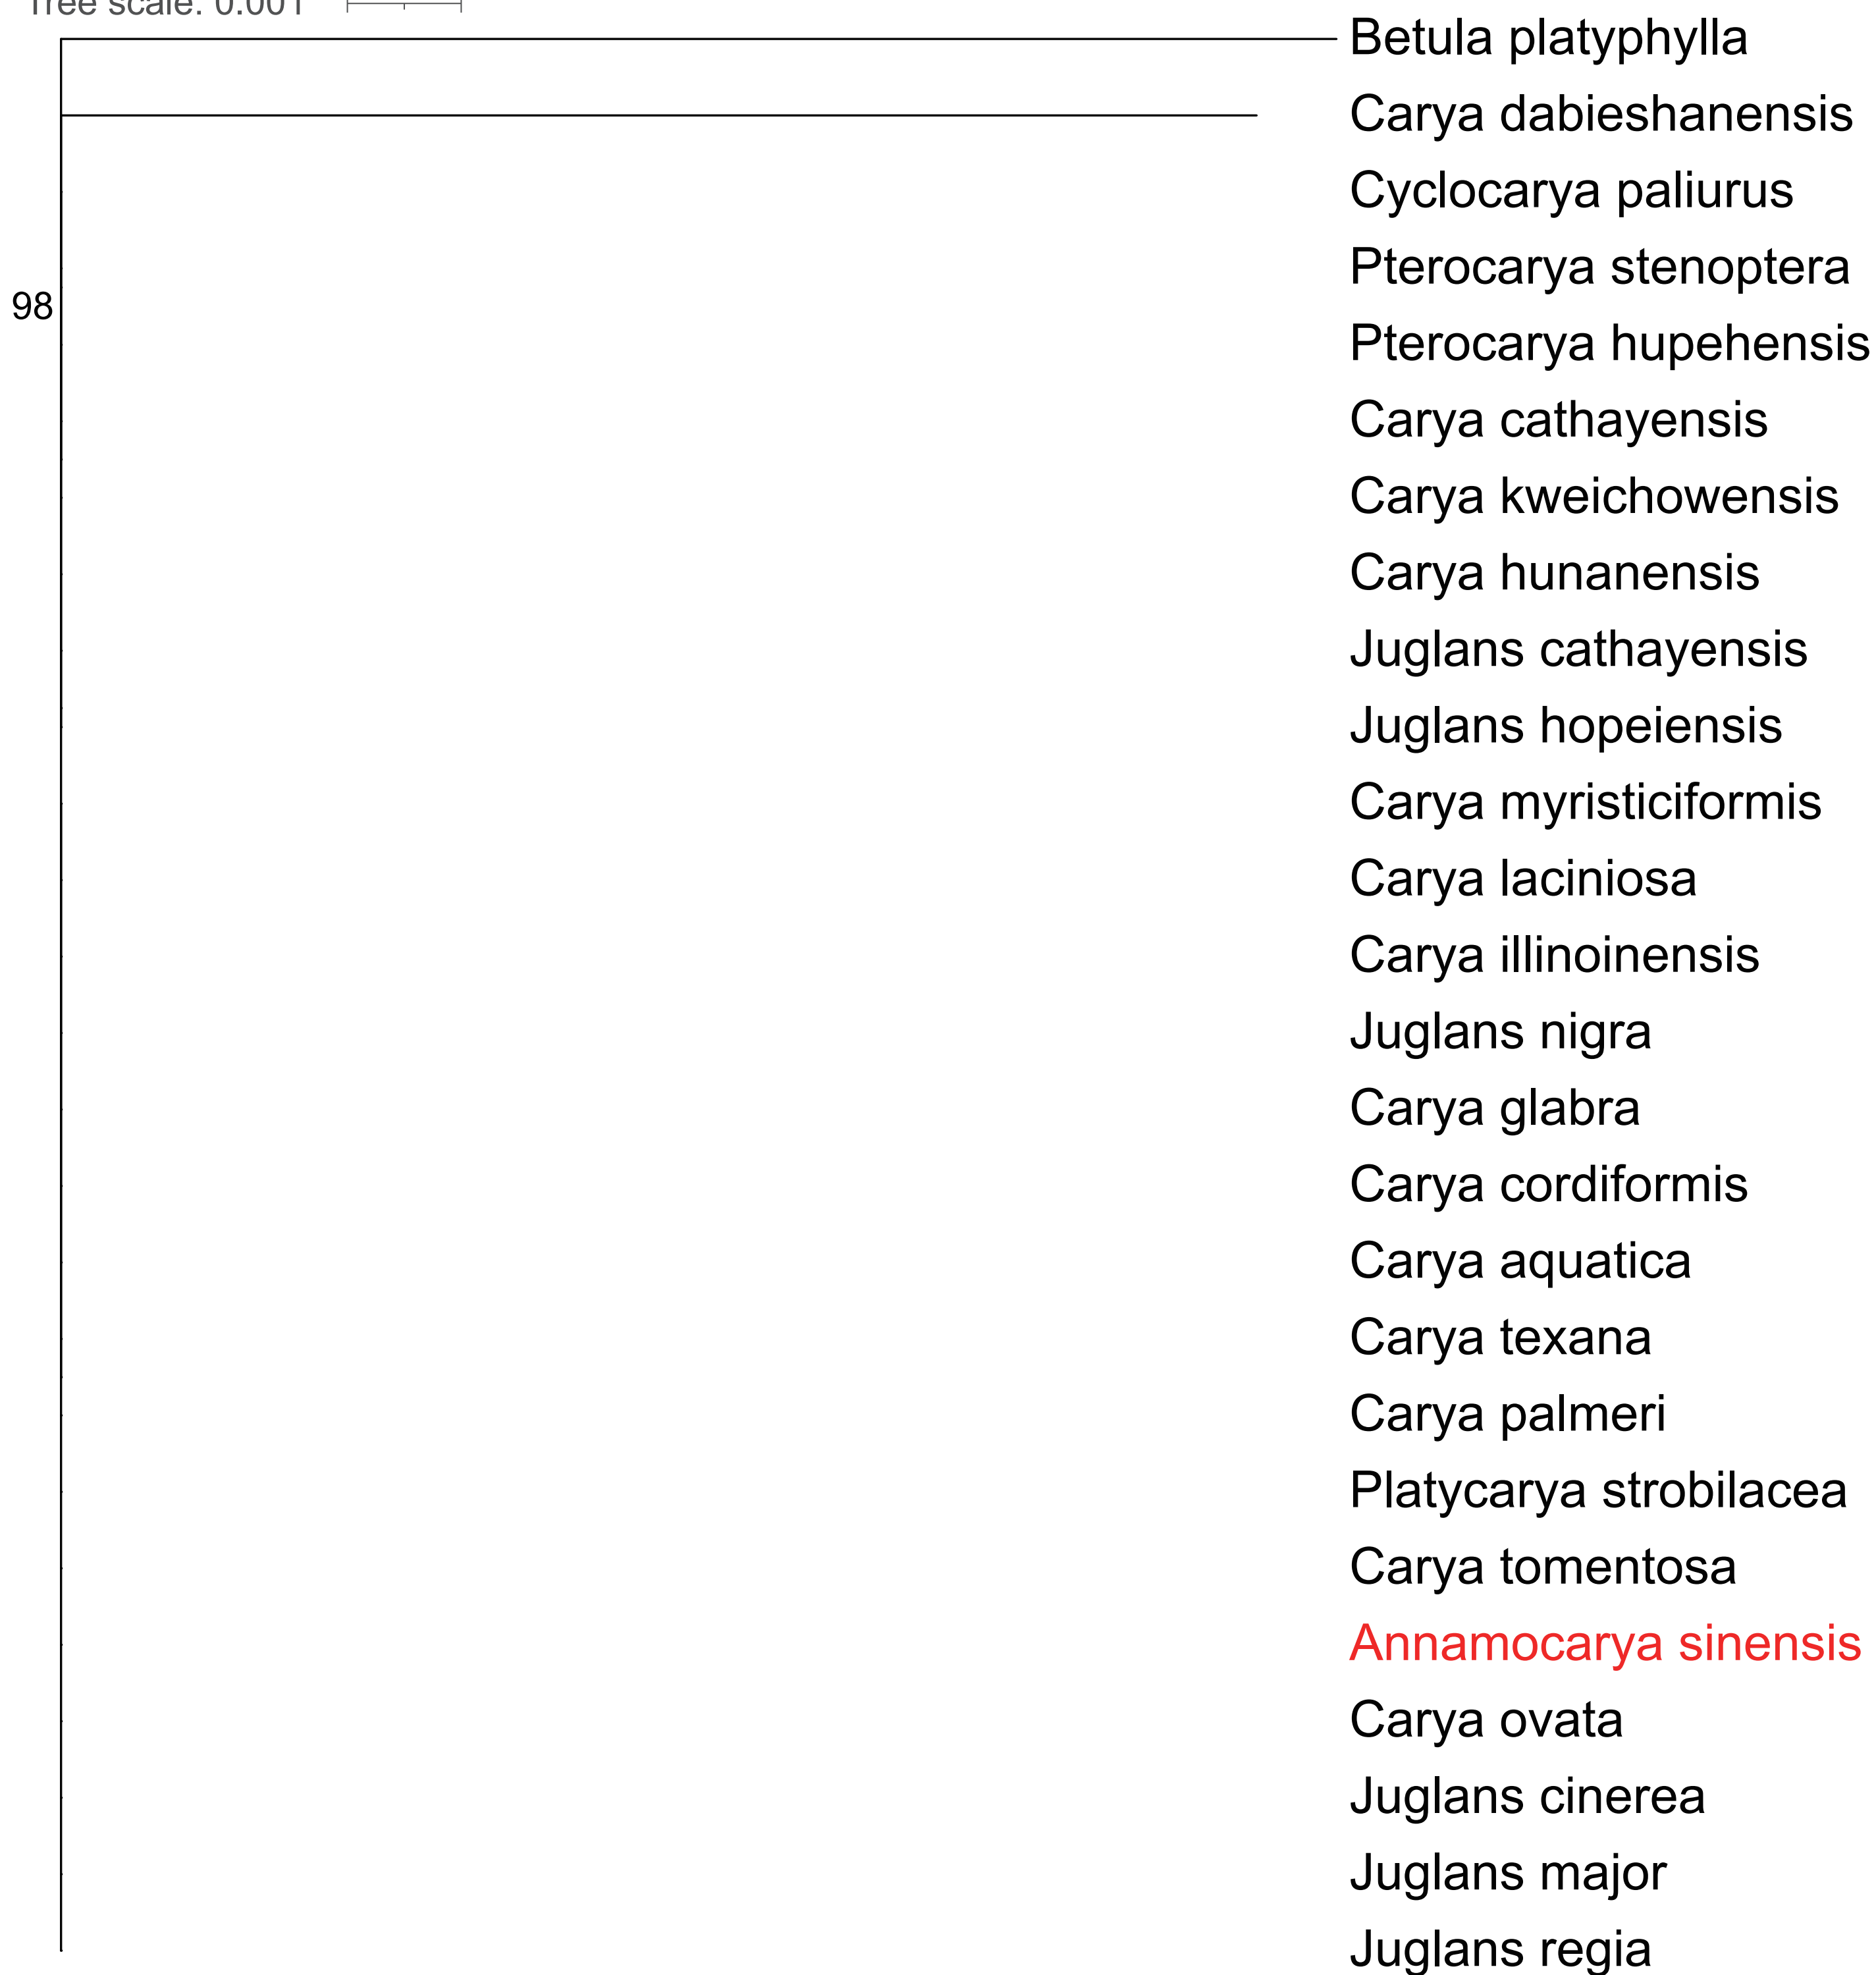 Tree scale: 0.001
Betula platyphylla
Carya dabieshanensis
Cyclocarya paliurus
Pterocarya stenoptera
98
Pterocarya hupehensis
Carya cathayensis
Carya kweichowensis
Carya hunanensis
Juglans cathayensis
Juglans hopeiensis
Carya myristiciformis
Carya laciniosa
Carya illinoinensis
Juglans nigra
Carya glabra
Carya cordiformis
Carya aquatica
Carya texana
Carya palmeri
Platycarya strobilacea
Carya tomentosa
Annamocarya sinensis
Carya ovata
Juglans cinerea
Juglans major
Juglans regia